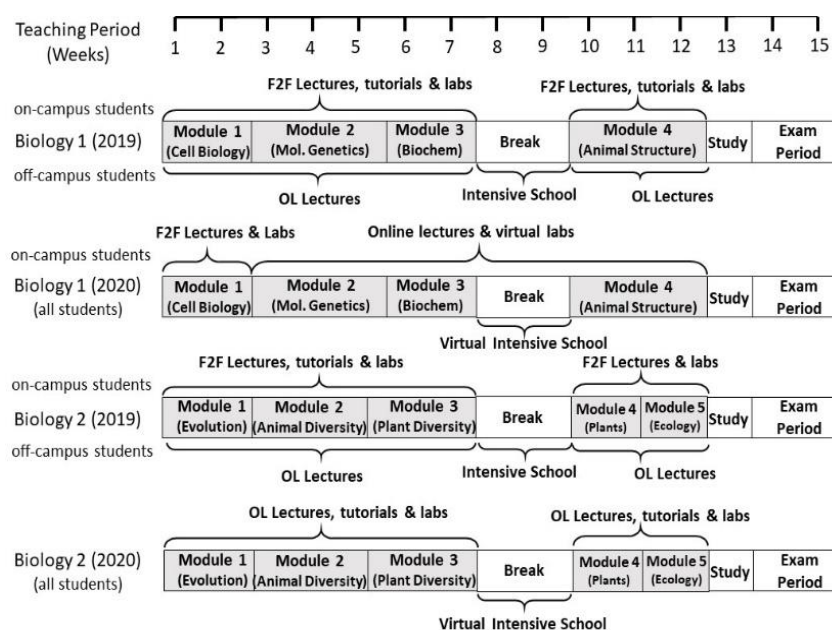 Teaching Period
(Weeks)
1 2 3 4 5 6 7 8 9 10 11 12 13 14 15
F2F Lectures, tutorials & labs
F2F Lectures, tutorials & labs
on-campus students
Biology 1 (2019)
off-campus students
Module 1
(Cell Biology)
Module 2
(Mol. Genetics)
Module 3
(Biochem)
Break
Module 4
(Animal Structure)
Study
Exam
Period
OL Lectures
Intensive School
OL Lectures
F2F Lectures & Labs
Online lectures & virtual labs
on-campus students
Biology 1 (2020)
(all students)
Module 1
(Cell Biology)
Module 2
(Mol. Genetics)
Module 3
(Biochem)
Break
Module 4
(Animal Structure)
Study
Exam
Period
Virtual Intensive School
F2F Lectures, tutorials & labs
F2F Lectures & labs
on-campus students
Biology 2 (2019)
off-campus students
Module 1
(Evolution)
Module 2
(Animal Diversity)
Module 3
(Plant Diversity)
Break
Module 4
(Plants)
Module 5
(Ecology)
Study
Exam
Period
OL Lectures
Intensive School
OL Lectures
OL Lectures, tutorials & labs
OL Lectures, tutorials & labs
Biology 2 (2020)
(all students)
Module 1
(Evolution)
Module 2
(Animal Diversity)
Module 3
(Plant Diversity)
Break
Module 4
(Plants)
Module 5
(Ecology)
Study
Exam
Period
Virtual Intensive School